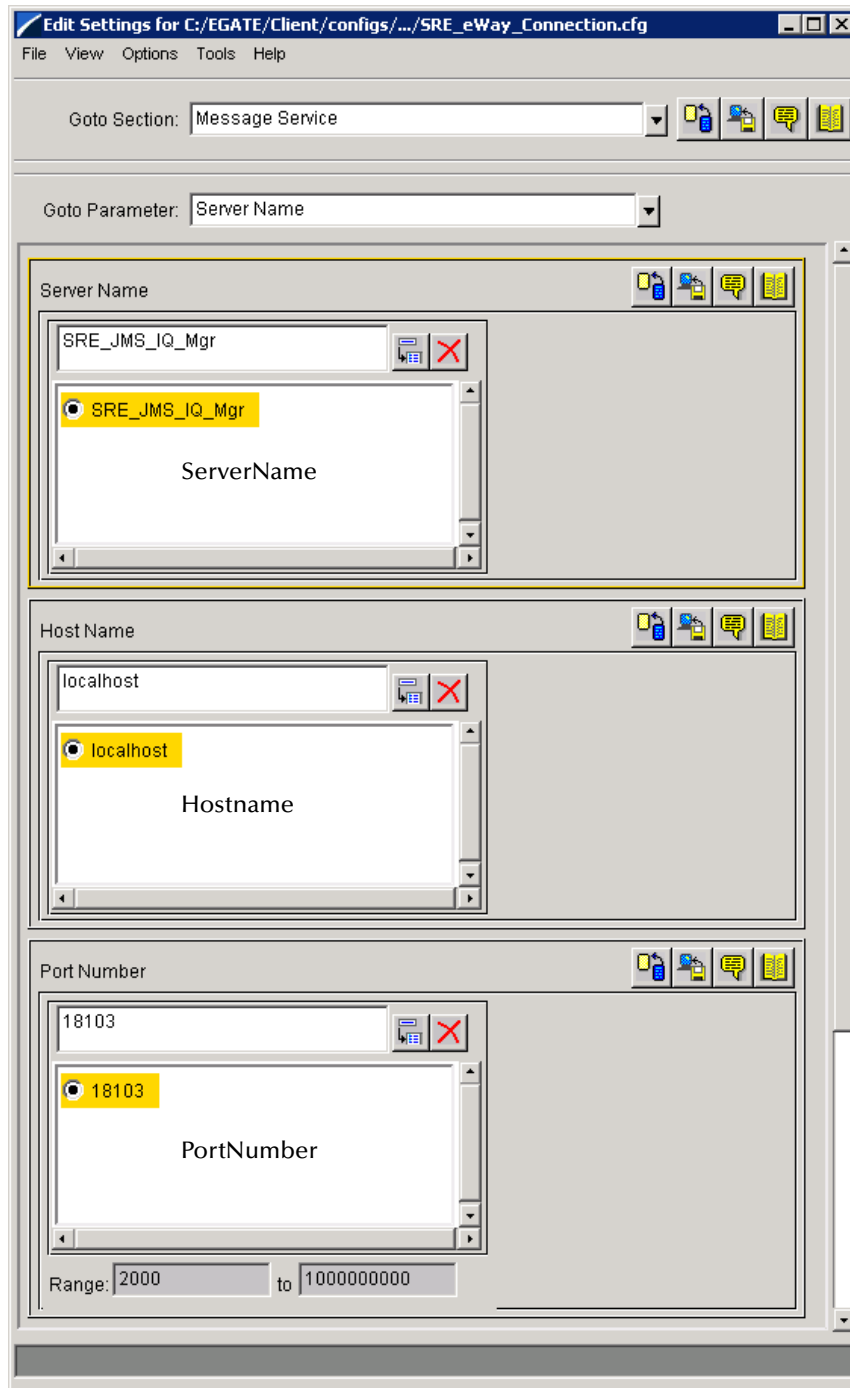 Edit Settings for C:/EGATE/Client/configs/.../SRE_eWay_Connection.cfg
File View Options Tools Help
Goto Section: Message Service
Goto Parameter: Server Name
Server Name
SRE_JMS_IQ_Mgr
SRE_JMS_IQ_Mgr
ServerName
Host Name
localhost
localhost
Hostname
Port Number
18103
18103
PortNumber
Range: 2000 to 1000000000